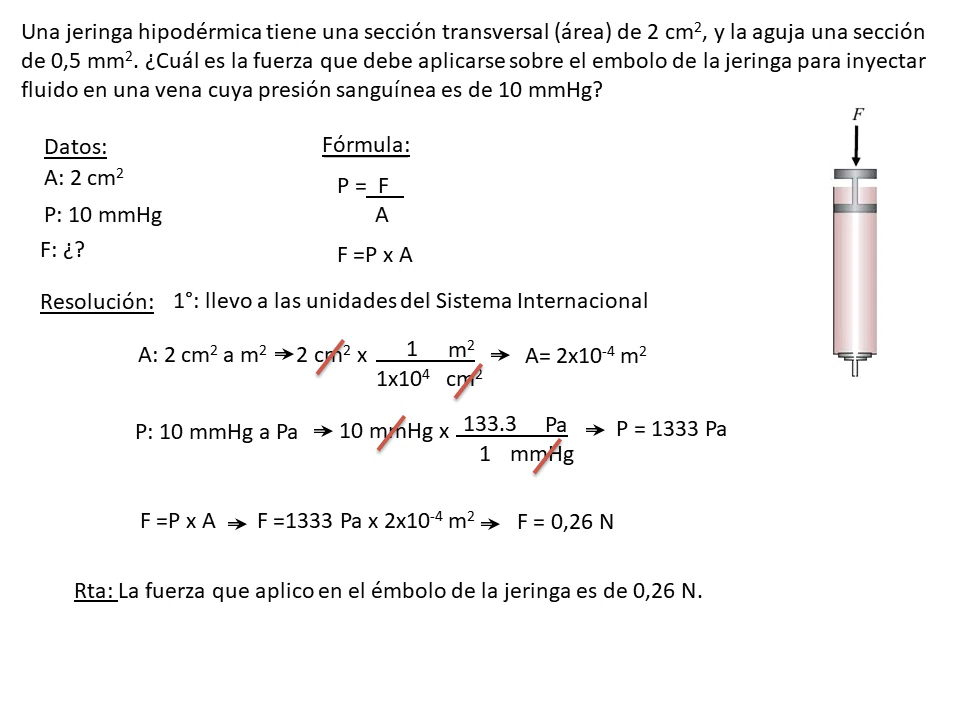 Una jeringa hipodérmica tiene una sección transversal (área) de 2 cm², y la aguja una sección
de 0,5 mm². ¿Cuál es la fuerza que debe aplicarse sobre el embolo de la jeringa para inyectar
fluido en una vena cuya presión sanguínea es de 10 mmHg?
F
Datos:
A: 2 cm²
P: 10 mmHg
F: ¿?
Fórmula:
P = F
A
F =P x A
Resolución: 1°: llevo a las unidades del Sistema Internacional
A: 2 cm² a m² ➔ 2 cm² x 1 m² ➔ A= 2x10⁻⁴ m²
1x10⁴ cm²
P: 10 mmHg a Pa ➔ 10 mmHg x 133.3 Pa ➔ P = 1333 Pa
1 mmHg
F =P x A ➔ F =1333 Pa x 2x10⁻⁴ m² ➔ F = 0,26 N
Rta: La fuerza que aplico en el émbolo de la jeringa es de 0,26 N.